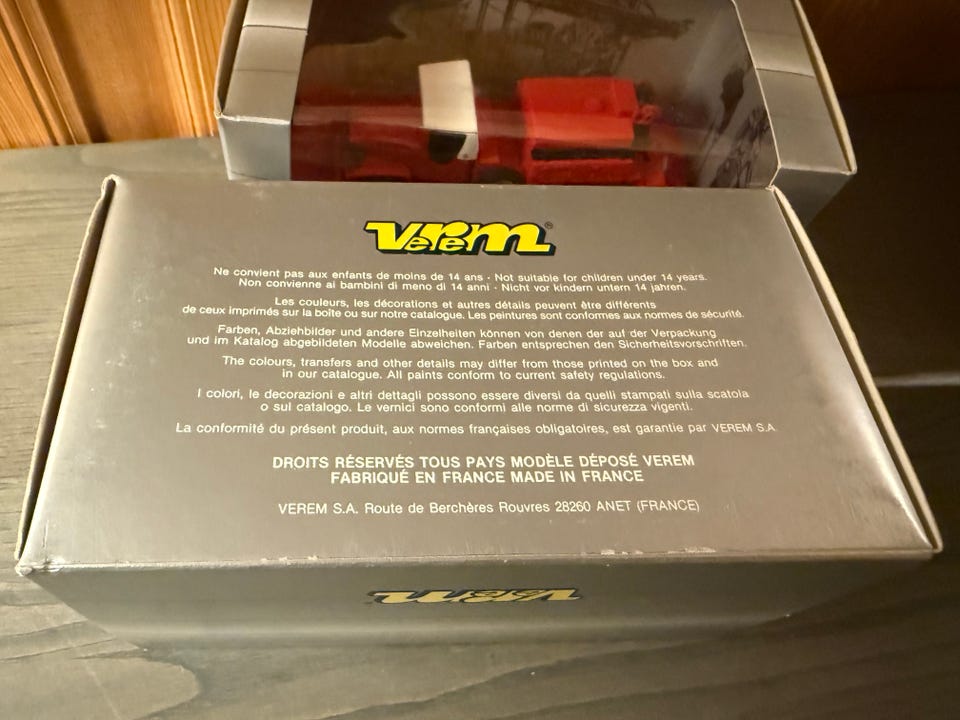 Verem®
Ne convient pas aux enfants de moins de 14 ans - Not suitable for children under 14 years.
Non convienne ai bambini di meno di 14 anni - Nicht vor kindern untern 14 jahren.
Les couleurs, les décorations et autres détails peuvent être différents
de ceux imprimés sur la boîte ou sur notre catalogue. Les peintures sont conformes aux normes de sécurité.
Farben, Abziehbilder und andere Einzelheiten können von denen der auf der Verpackung
und im Katalog abgebildeten Modelle abweichen. Farben entsprechen den Sicherheitsvorschriften.
The colours, transfers and other details may differ from those printed on the box and
in our catalogue. All paints conform to current safety regulations.
I colori, le decorazioni e altri dettagli possono essere diversi da quelli stampati sulla scatola
o sul catalogo. Le vernici sono conformi alle norme di sicurezza vigenti.
La conformité du présent produit, aux normes françaises obligatoires, est garantie par VEREM S.A
DROITS RÉSERVÉS TOUS PAYS MODÈLE DÉPOSÉ VEREM
FABRIQUÉ EN FRANCE MADE IN FRANCE
VEREM S.A. Route de Berchères Rouvres 28260 ANET (FRANCE)
Verem